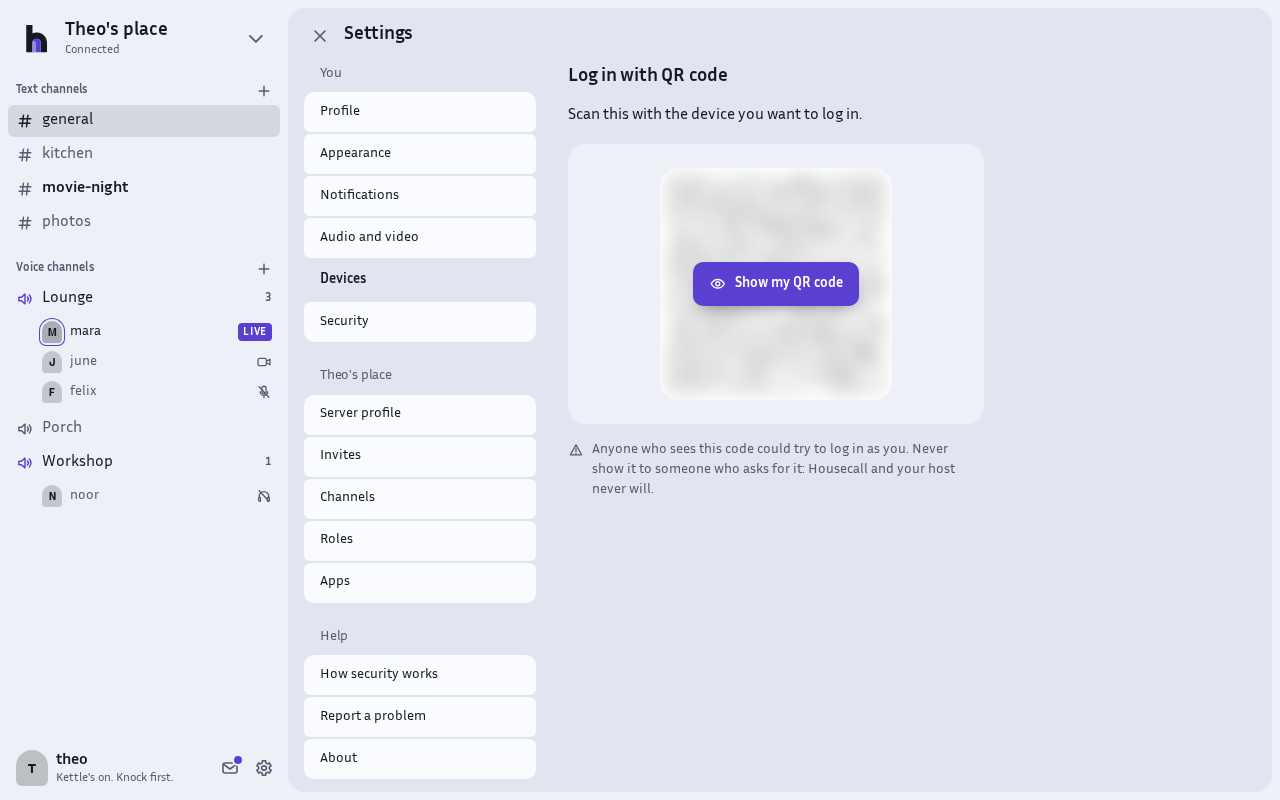 Theo's place
Connected
Text channels
general
kitchen
movie-night
photos
Voice channels
Lounge
3
M
mara
LIVE
J
june
F
felix
Porch
Workshop
1
N
noor
T
theo
Kettle's on. Knock first.
Settings
You
Profile
Appearance
Notifications
Audio and video
Devices
Security
Theo's place
Server profile
Invites
Channels
Roles
Apps
Help
How security works
Report a problem
About
Log in with QR code
Scan this with the device you want to log in.
Show my QR code
Anyone who sees this code could try to log in as you. Never
show it to someone who asks for it: Housecall and your host
never will.